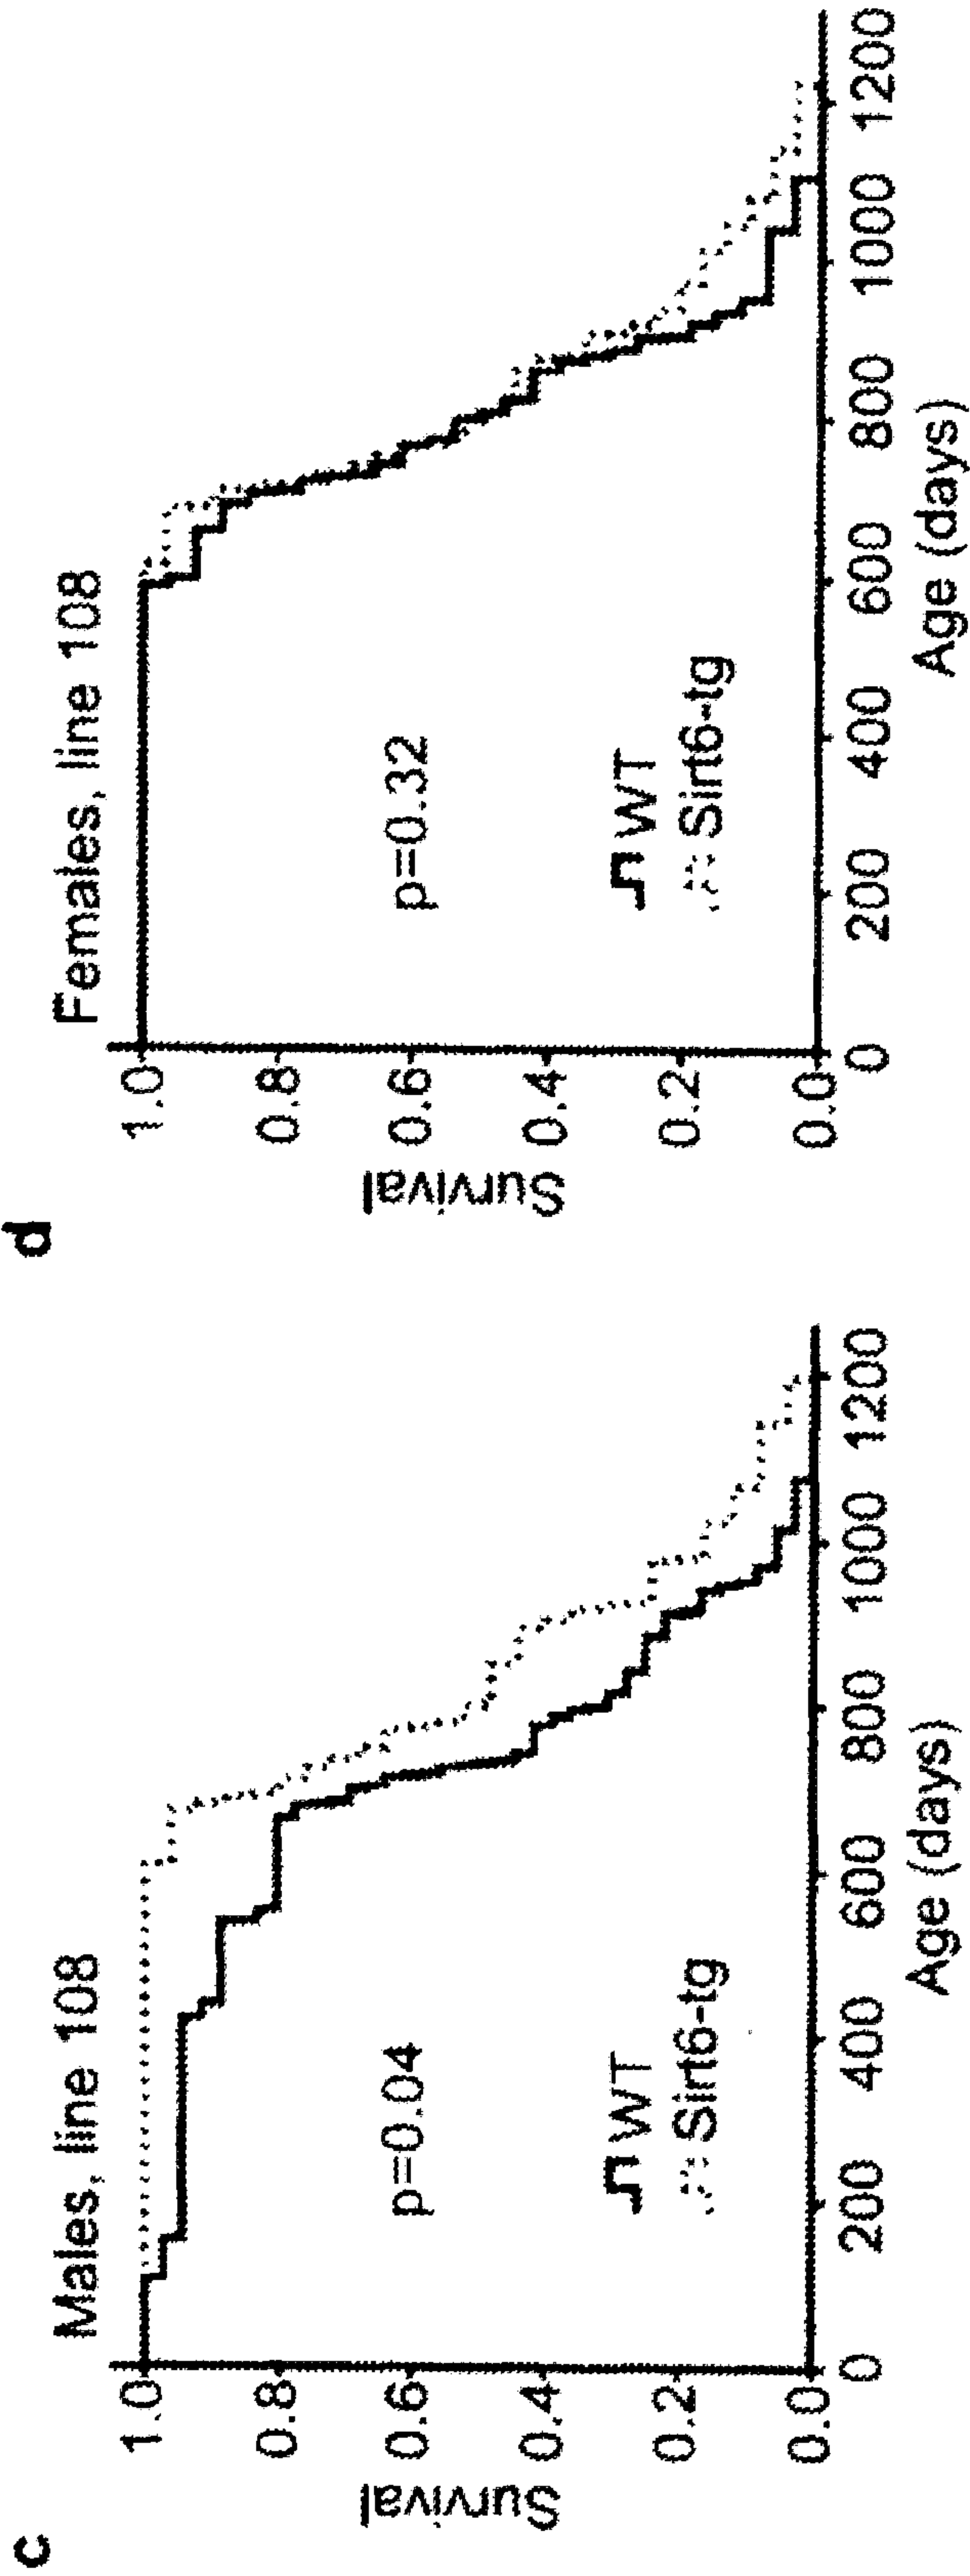 c
Males, line 108
Survival
1.0
0.8
0.6
0.4
0.2
0.0
p=0.04
WT
Sirt6-tg
0 200 400 600 800 1000 1200
Age (days)
d
Females, line 108
Survival
1.0
0.8
0.6
0.4
0.2
0.0
p=0.32
WT
Sirt6-tg
0 200 400 600 800 1000 1200
Age (days)